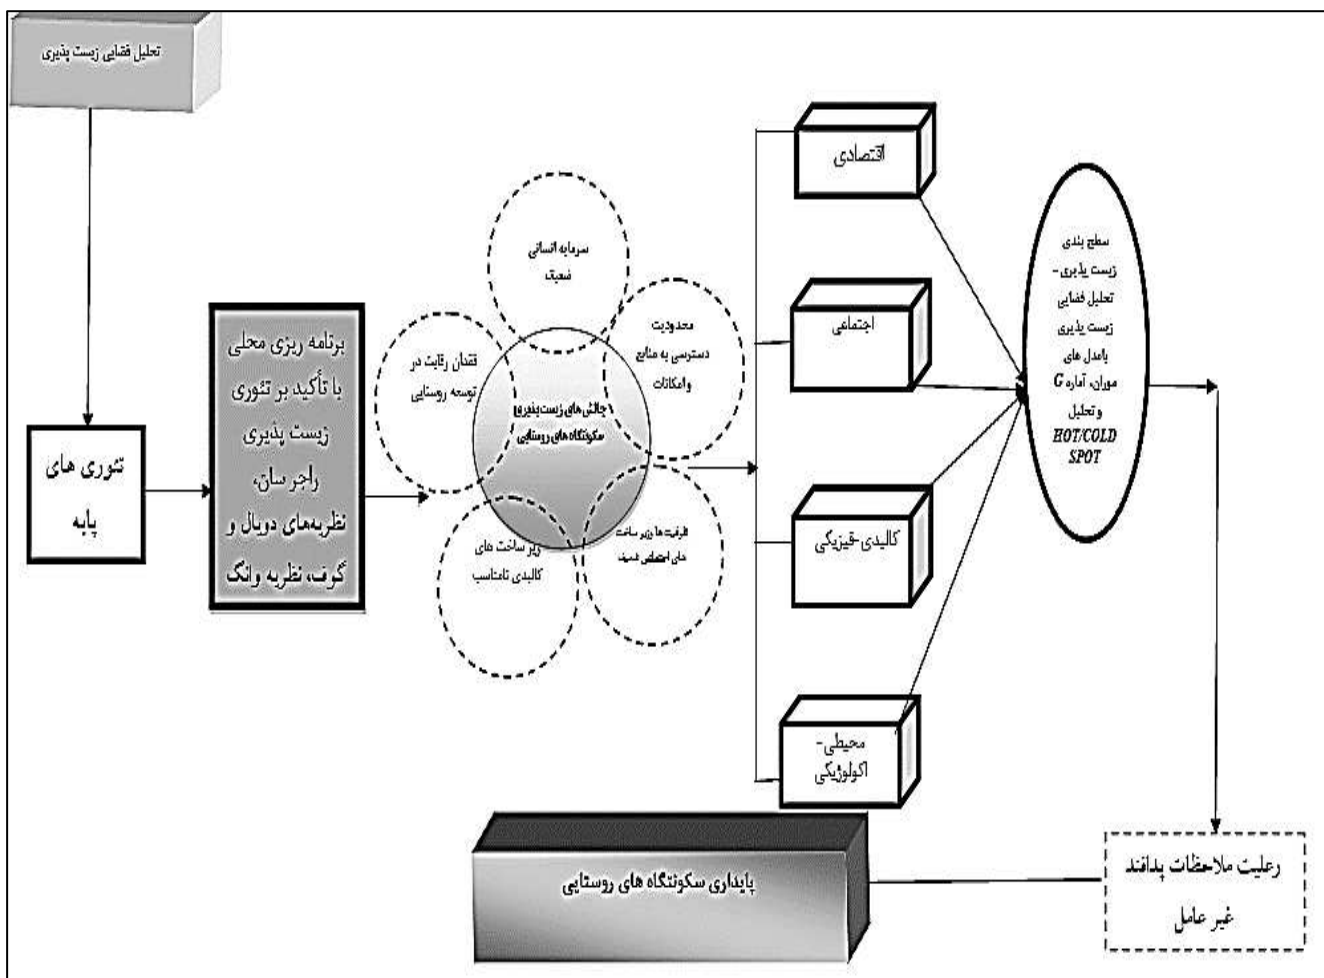 تحلیل فضایی زیست پذیری
تئوری های
پایه
برنامه ریزی محلی
با تأکید بر تئوری
زیست پذیری
راجر سان،
نظریه‌های دویال و
گوف، نظریه وانگ
سرمایه انسانی
ضعیف
محدودیت
دسترسی به منابع
و امکانات
فقدان رقابت در
توسعه روستایی
چالش های زیست پذیری
سکونتگاه های روستایی
زیر ساخت های
کالبدی نامناسب
ظرفیت ها و زیر ساخت
های اجتماعی ضعیف
اقتصادی
اجتماعی
کالبدی-فیزیکی
محیطی-
اکولوژیکی
سطح بندی
زیست پذیری-
تحلیل فضایی
زیست پذیری
بامدل های
موران، آماره G
و تحلیل
HOT/COLD
SPOT
رعایت ملاحظات پدافند
غیر عامل
پایداری سکونتگاه های روستایی